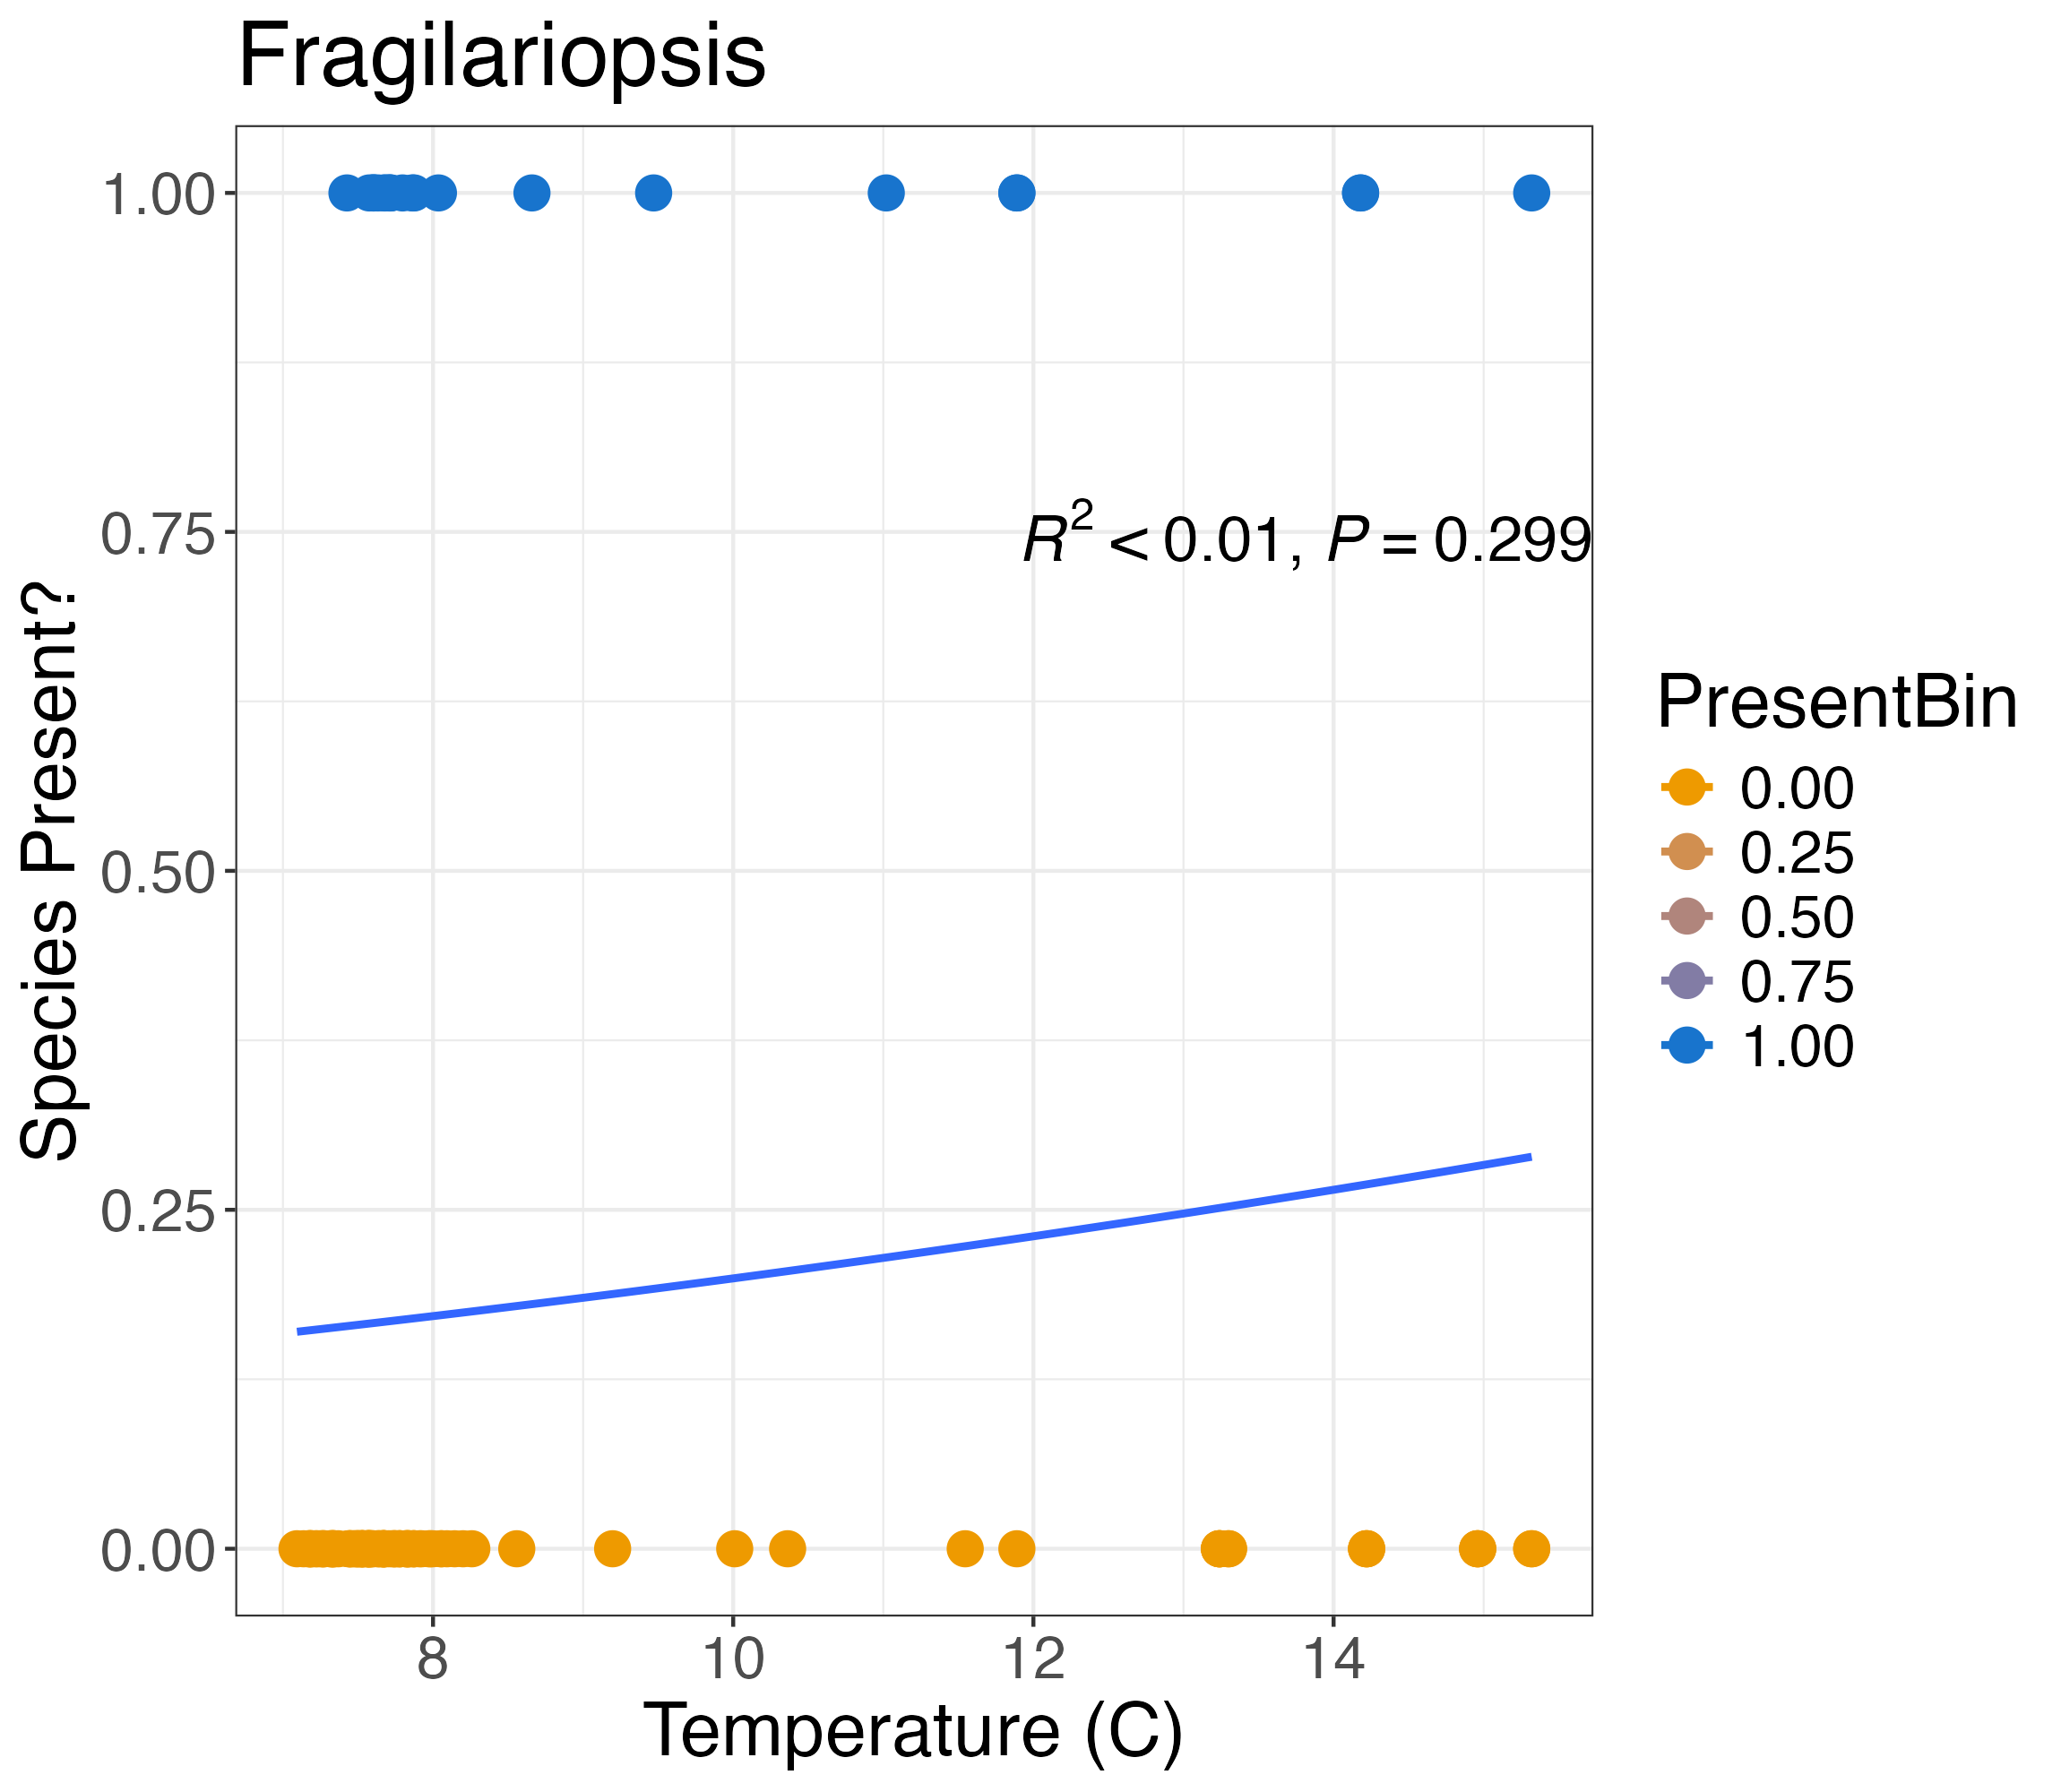 Fragilariopsis
1.00
0.75
0.50
0.25
0.00
Species Present?
R² < 0.01, P = 0.299
8 10 12 14
Temperature (C)
PresentBin
0.00
0.25
0.50
0.75
1.00